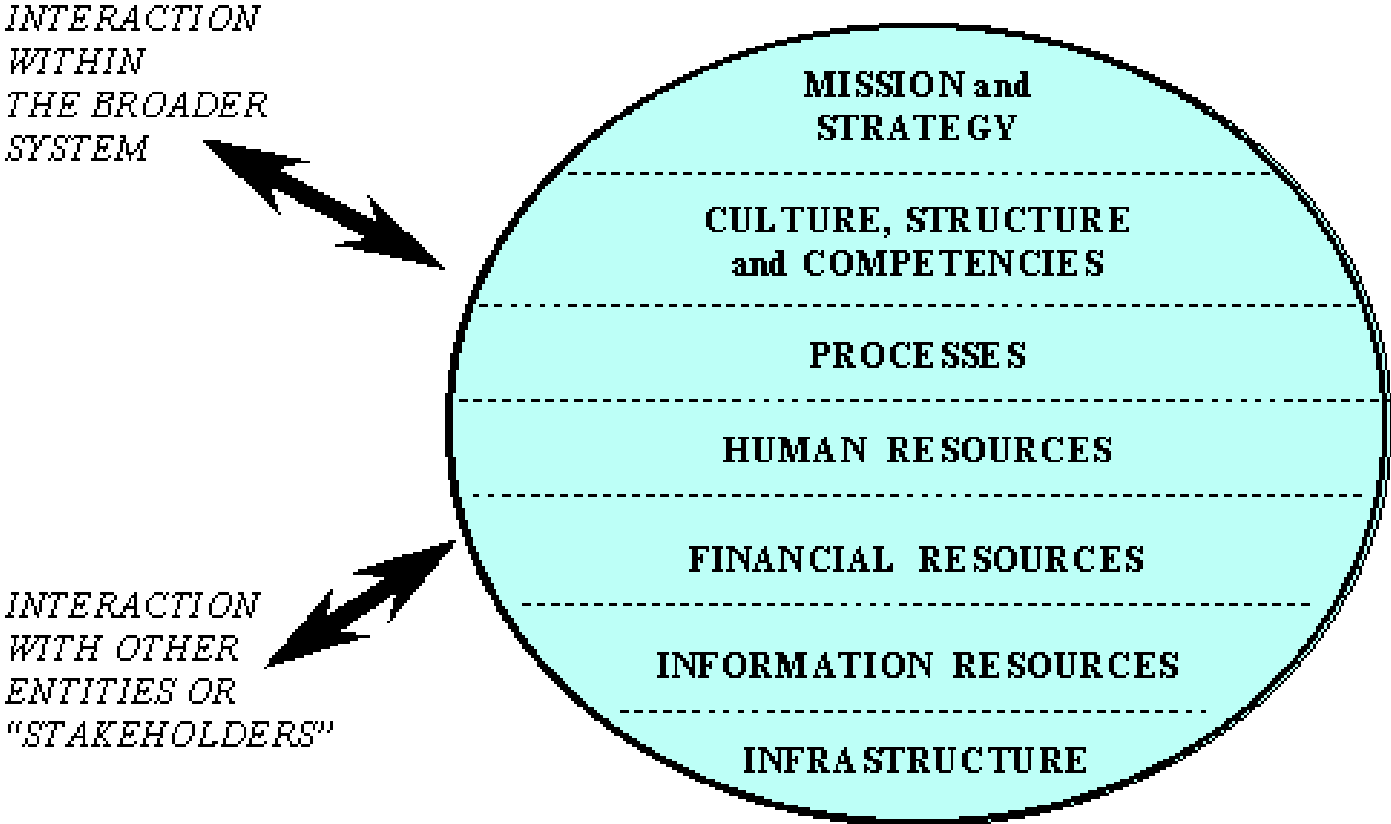 INTERACTION
WITHIN
THE BROADER
SYSTEM
INTERACTION
WITH OTHER
ENTITIES OR
“STAKEHOLDERS”
MISSION and
STRATEGY
CULTURE, STRUCTURE
and COMPETENCIES
PROCESSES
HUMAN RESOURCES
FINANCIAL RESOURCES
INFORMATION RESOURCES
INFRASTRUCTURE